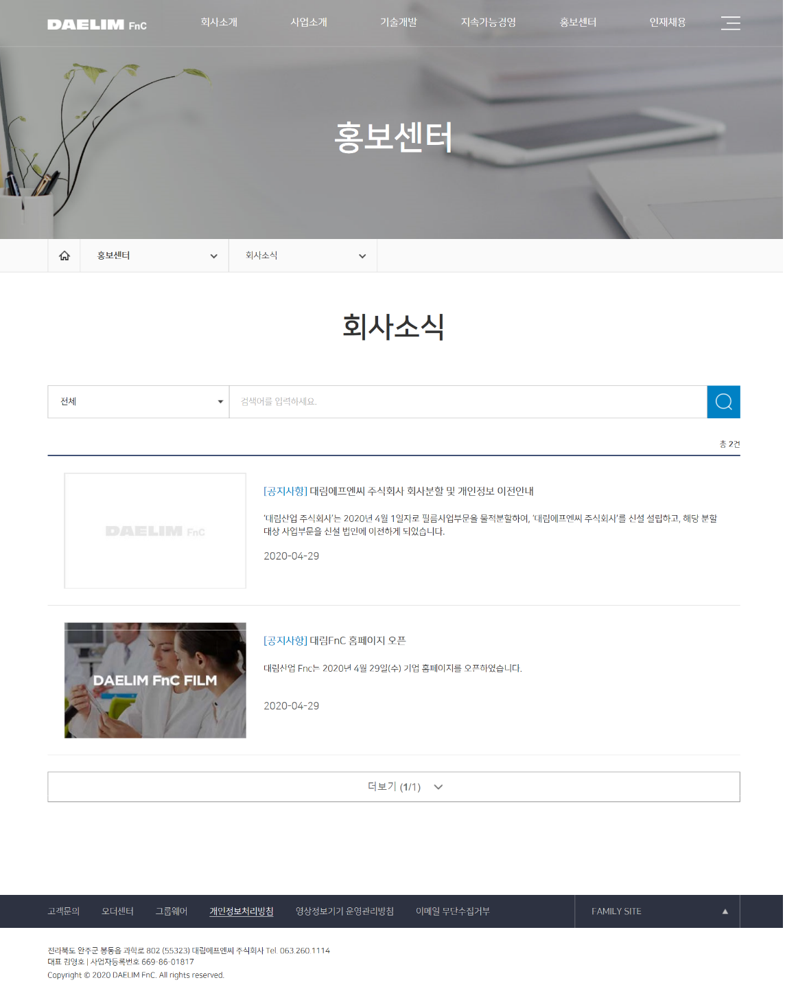 DAELIM FnC
회사소개 사업소개 기술개발 지속가능경영 홍보센터 인재채용
홍보센터
홍보센터 회사소식
회사소식
전체 검색어를 입력하세요.
총 2건
DAELIM FnC
[공지사항] 대림에프엔씨 주식회사 회사분할 및 개인정보 이전안내
‘대림산업 주식회사’는 2020년 4월 1일자로 필름사업부문을 물적분할하여, ‘대림에프엔씨 주식회사’를 신설 설립하고, 해당 분할
대상 사업부문을 신설 법인에 이전하게 되었습니다.
2020-04-29
DAELIM FnC FILM
[공지사항] 대림FnC 홈페이지 오픈
대림산업 Fnc는 2020년 4월 29일(수) 기업 홈페이지를 오픈하였습니다.
2020-04-29
더보기 (1/1)
고객문의 오더센터 그룹웨어 개인정보처리방침 영상정보기기 운영관리방침 이메일 무단수집거부 FAMILY SITE
전라북도 완주군 봉동읍 과학로 802 (55323) 대림에프엔씨 주식회사 Tel. 063.260.1114
대표 김영호 | 사업자등록번호 669-86-01817
Copyright © 2020 DAELIM FnC. All rights reserved.